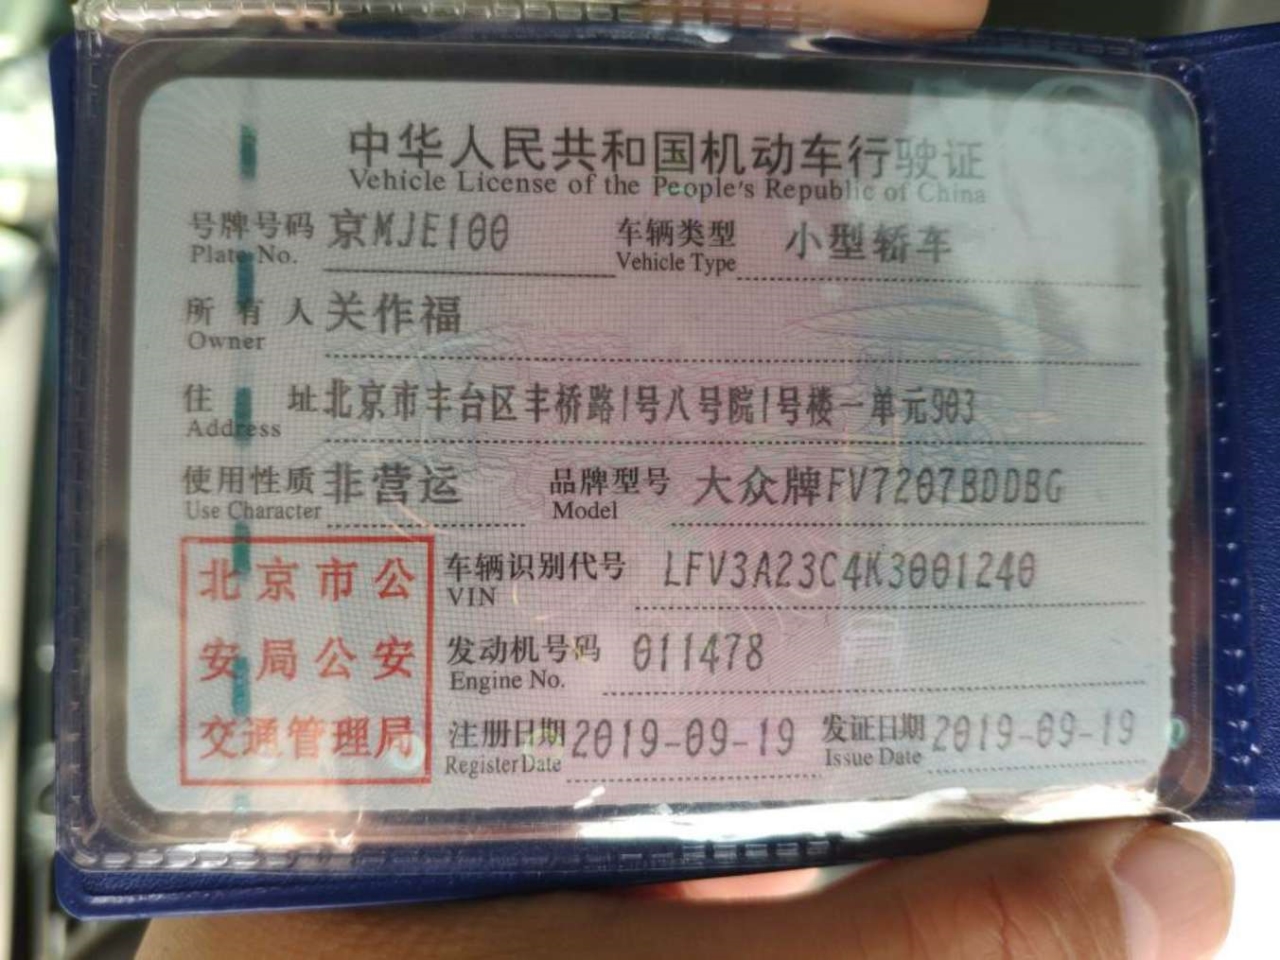 中华人民共和国机动车行驶证
Vehicle License of the People's Republic of China
号牌号码 京MJE100 车辆类型 小型轿车
Plate No. Vehicle Type
所有人 关作福
Owner
住址 北京市丰台区丰桥路1号八号院1号楼一单元903
Address
使用性质 非营运 品牌型号 大众牌FV7207BDDBG
Use Character Model
北京市公
安局公安
交通管理局
车辆识别代号 LFV3A23C4K3001240
VIN
发动机号码 011478
Engine No.
注册日期 2019-09-19 发证日期 2019-09-19
Register Date Issue Date